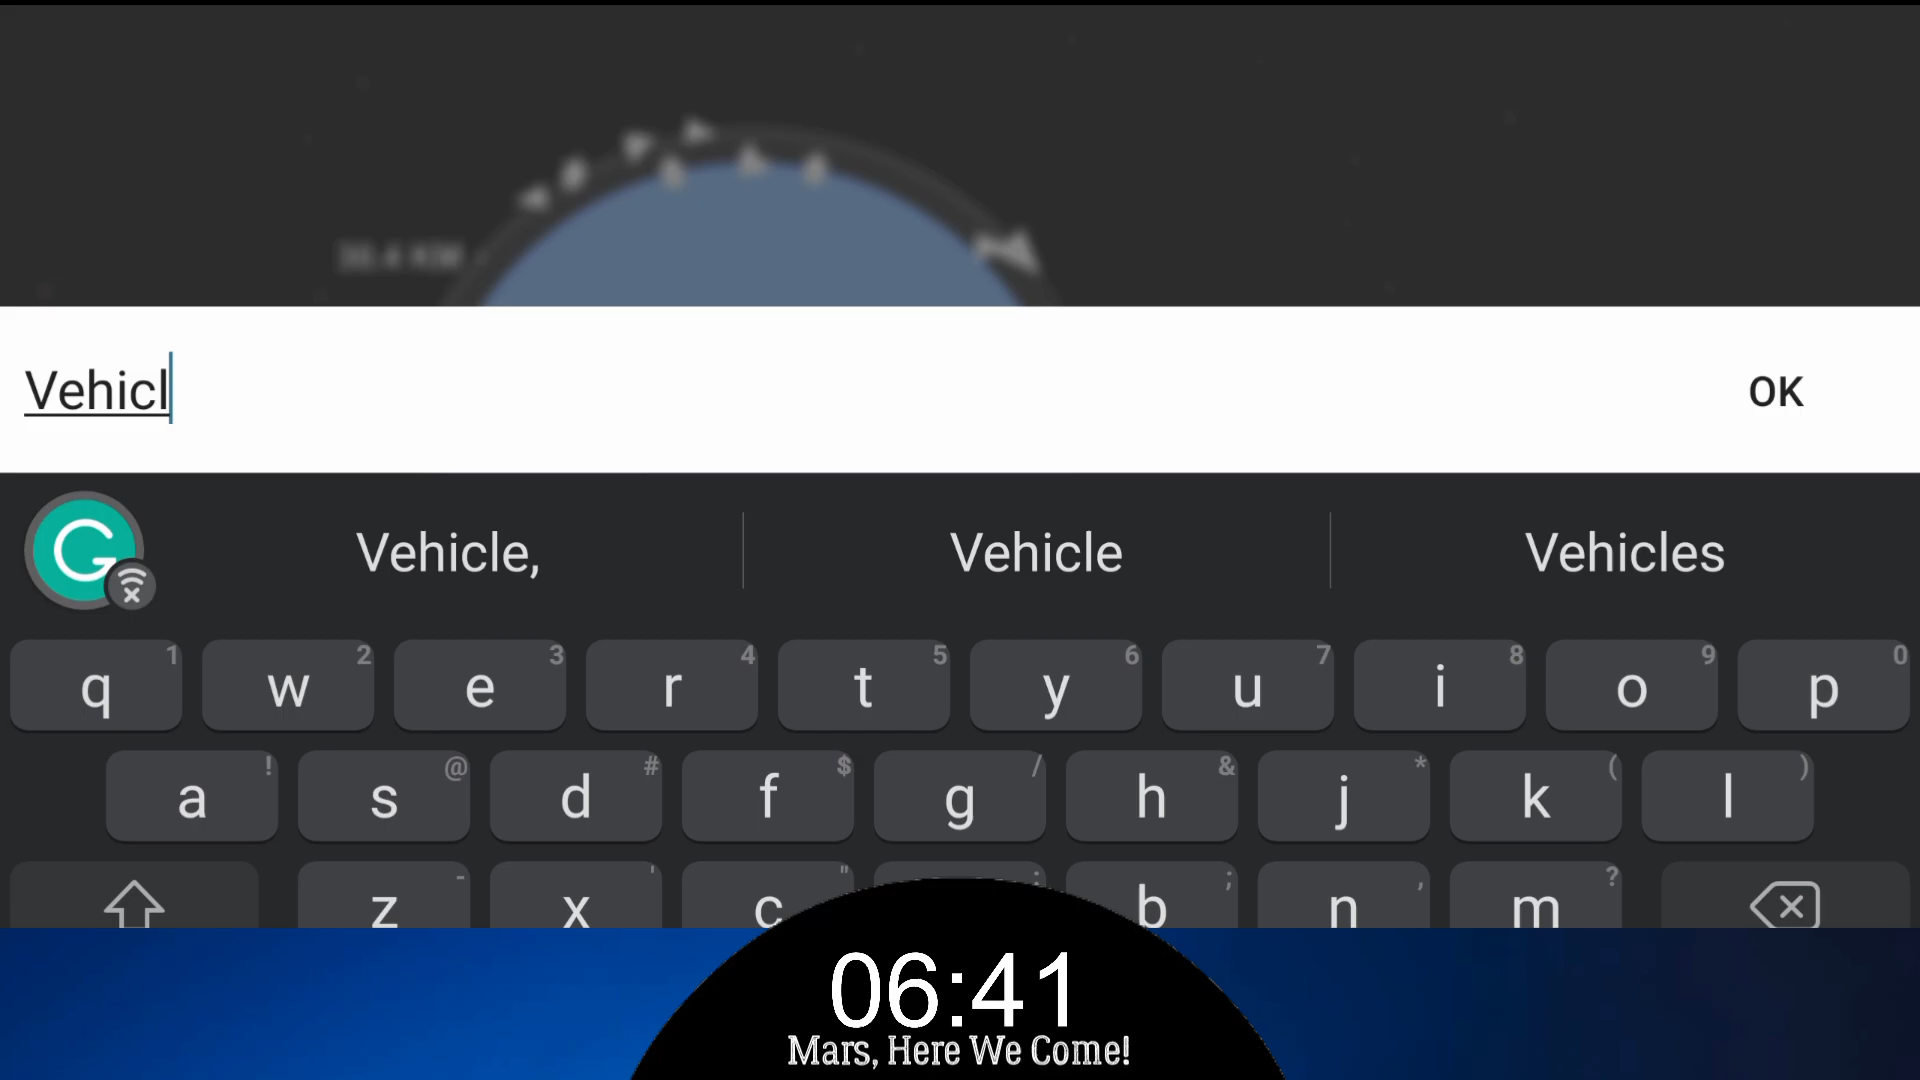 Vehicl
OK
Vehicle, Vehicle Vehicles
q 1 w 2 e 3 r 4 t 5 y 6 u 7 i 8 o 9 p 0
a ! s @ d # f $ g / h & j * k ( l )
z - x ' c " : b ; n , m ?
06:41
Mars, Here We Come!